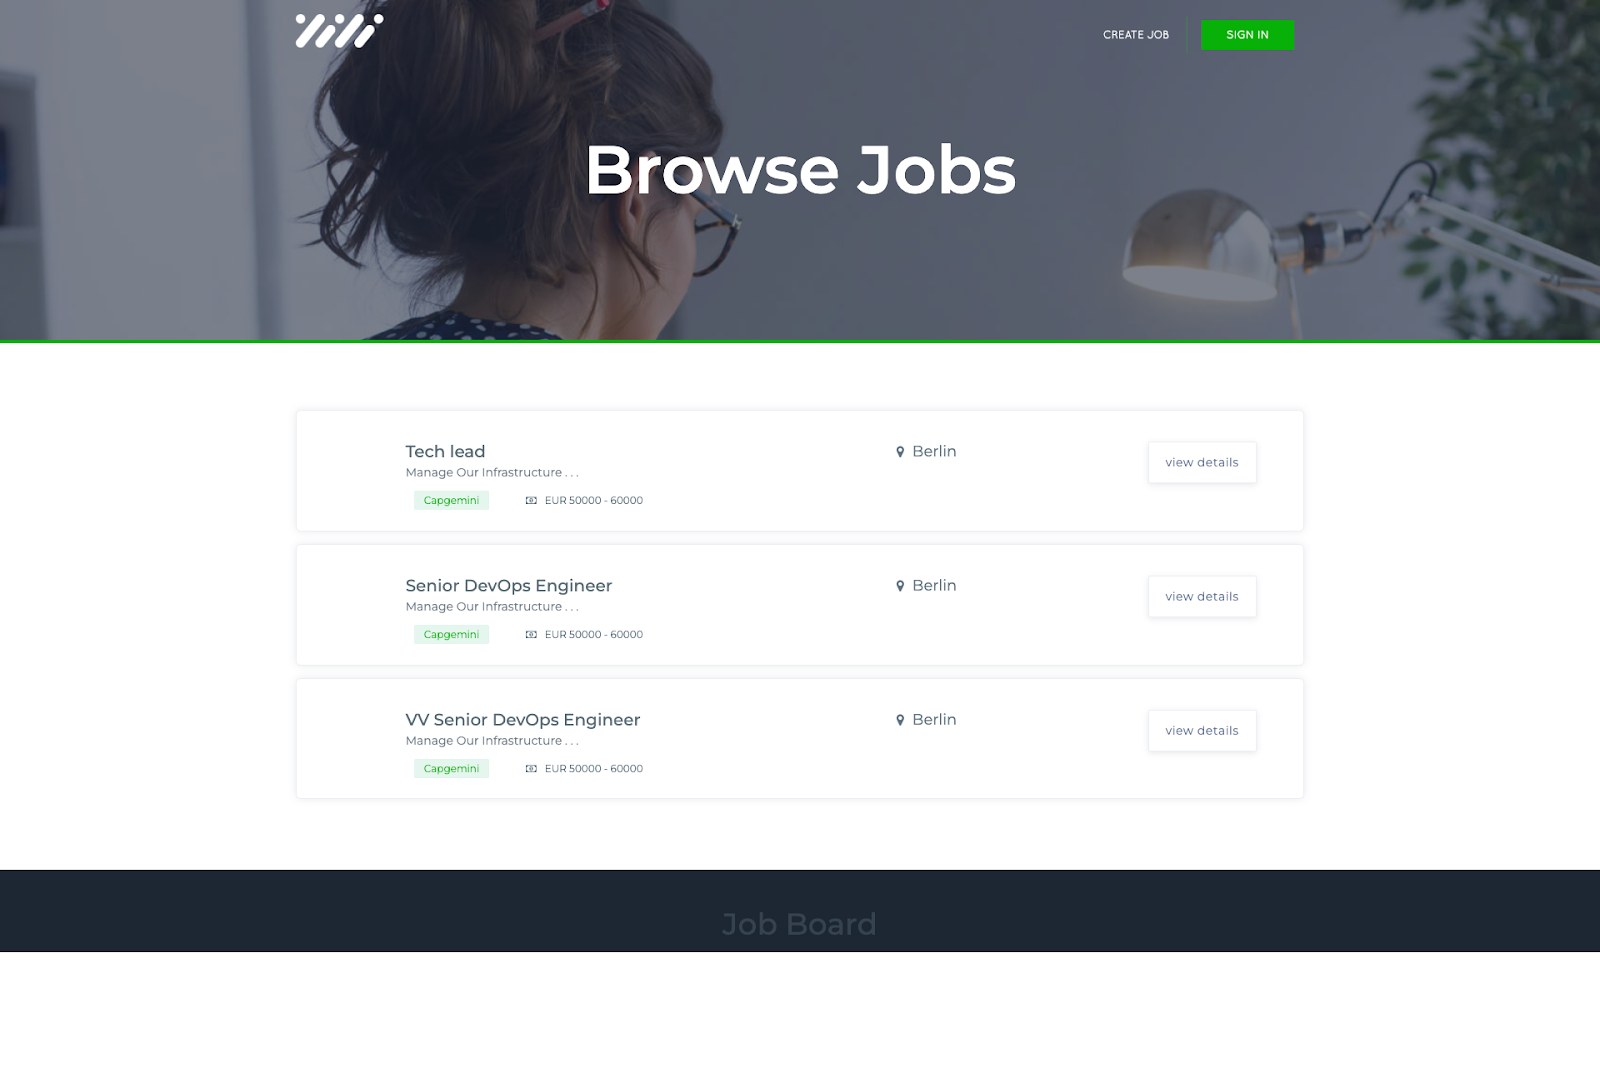 CREATE JOB
SIGN IN
Browse Jobs
Tech lead
Berlin
view details
Manage Our Infrastructure . . .
Capgemini
EUR 50000 - 60000
Senior DevOps Engineer
Berlin
view details
Manage Our Infrastructure . . .
Capgemini
EUR 50000 - 60000
VV Senior DevOps Engineer
Berlin
view details
Manage Our Infrastructure . . .
Capgemini
EUR 50000 - 60000
Job Board